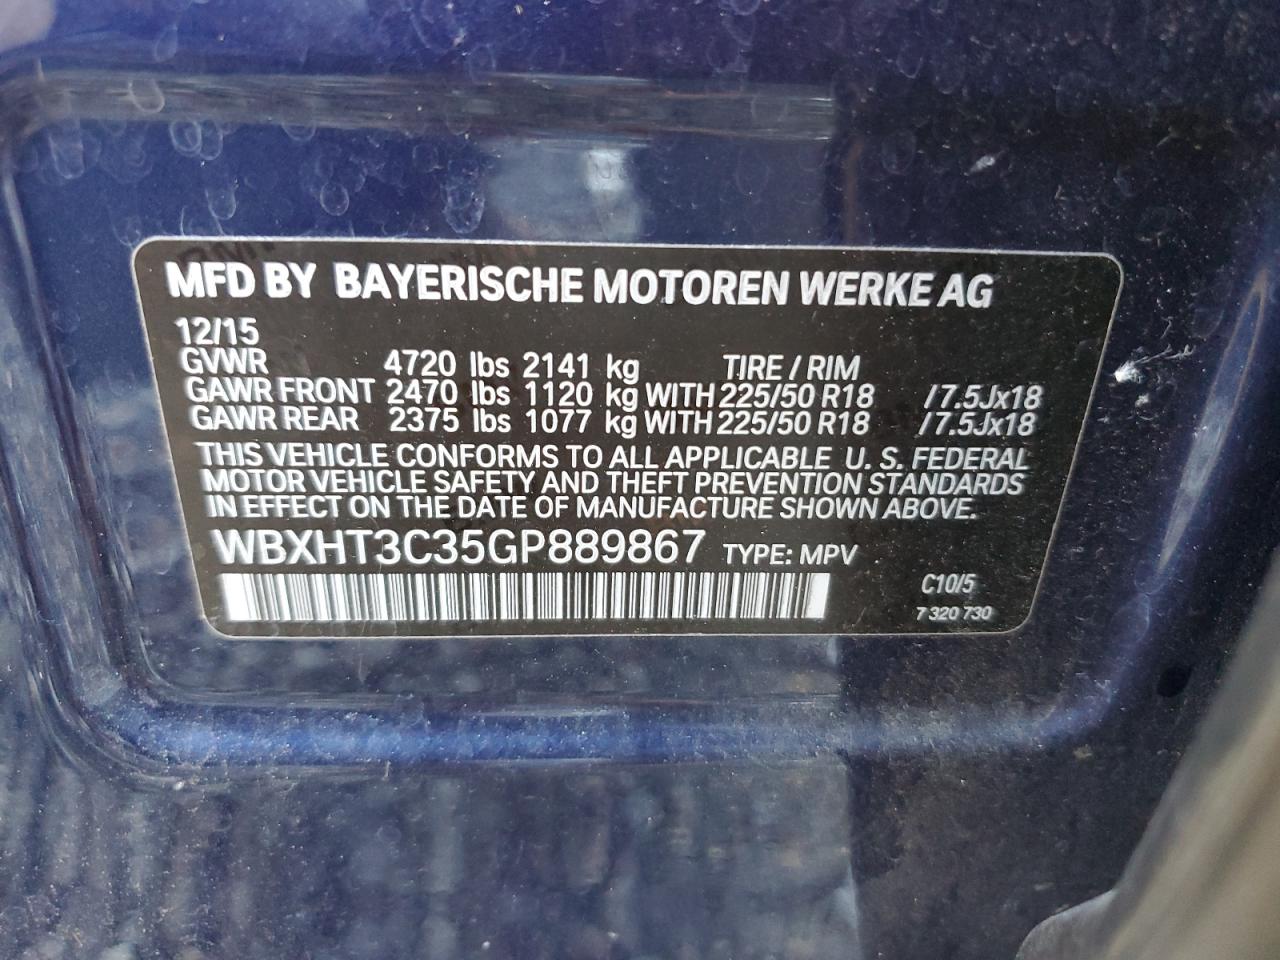 MFD BY BAYERISCHE MOTOREN WERKE AG
12/15
GVWR 4720 lbs 2141 kg TIRE / RIM
GAWR FRONT 2470 lbs 1120 kg WITH 225/50 R18 /7.5Jx18
GAWR REAR 2375 lbs 1077 kg WITH 225/50 R18 /7.5Jx18
THIS VEHICLE CONFORMS TO ALL APPLICABLE U. S. FEDERAL
MOTOR VEHICLE SAFETY AND THEFT PREVENTION STANDARDS
IN EFFECT ON THE DATE OF MANUFACTURE SHOWN ABOVE.
WBXHT3C35GP889867 TYPE: MPV
C10/5
7 320 730